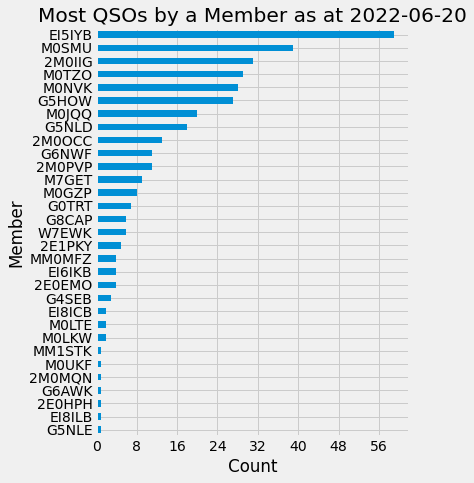 Most QSOs by a Member as at 2022-06-20
EI5IYB
M0SMU
2M0IIG
M0TZO
M0NVK
G5HOW
M0JQQ
G5NLD
2M0OCC
G6NWF
2M0PVP
M7GET
M0GZP
G0TRT
G8CAP
W7EWK
2E1PKY
MM0MFZ
EI6IKB
2E0EMO
G4SEB
EI8ICB
M0LTE
M0LKW
MM1STK
M0UKF
2M0MQN
G6AWK
2E0HPH
EI8ILB
G5NLE
Member
0 8 16 24 32 40 48 56
Count